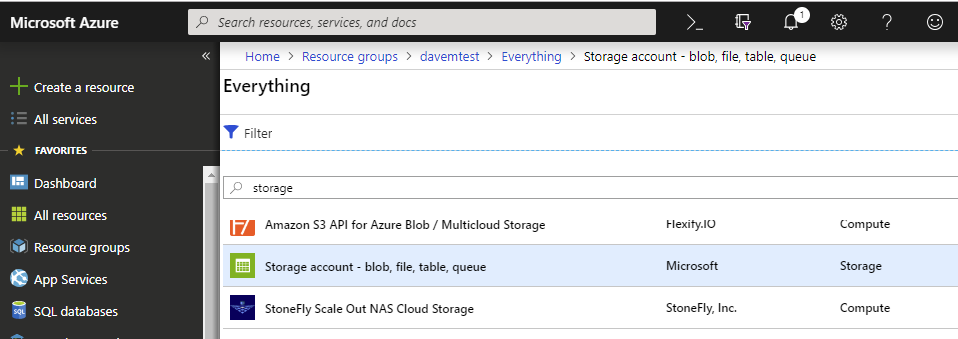 Microsoft Azure
Search resources, services, and docs
1
Home > Resource groups > davemtest > Everything > Storage account - blob, file, table, queue
Everything
Create a resource
All services
FAVORITES
Dashboard
All resources
Resource groups
App Services
SQL databases
Filter
storage
Amazon S3 API for Azure Blob / Multicloud Storage Flexify.IO Compute
Storage account - blob, file, table, queue Microsoft Storage
StoneFly Scale Out NAS Cloud Storage StoneFly, Inc. Compute